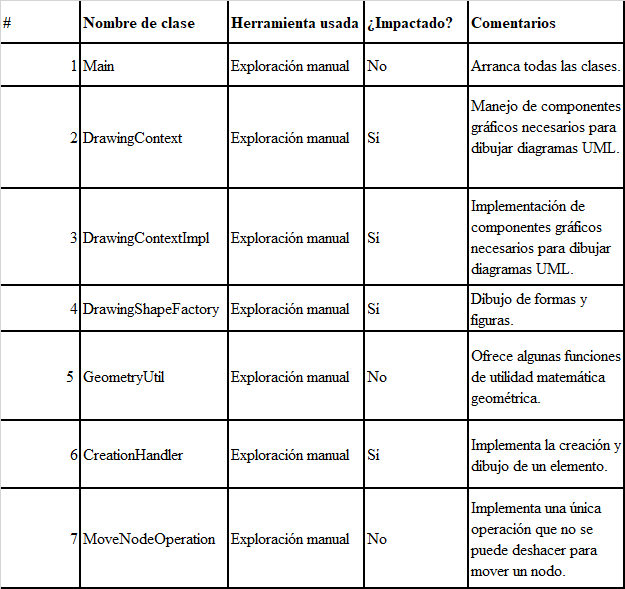 # Nombre de clase Herramienta usada ¿Impactado? Comentarios
1 Main Exploración manual No Arranca todas las clases.
2 DrawingContext Exploración manual Sí Manejo de componentes
gráficos necesarios para
dibujar diagramas UML.
3 DrawingContextImpl Exploración manual Sí Implementación de
componentes gráficos
necesarios para dibujar
diagramas UML.
4 DrawingShapeFactory Exploración manual Sí Dibujo de formas y
figuras.
5 GeometryUtil Exploración manual No Ofrece algunas funciones
de utilidad matemática
geométrica.
6 CreationHandler Exploración manual Sí Implementa la creación y
dibujo de un elemento.
7 MoveNodeOperation Exploración manual No Implementa una única
operación que no se
puede deshacer para
mover un nodo.